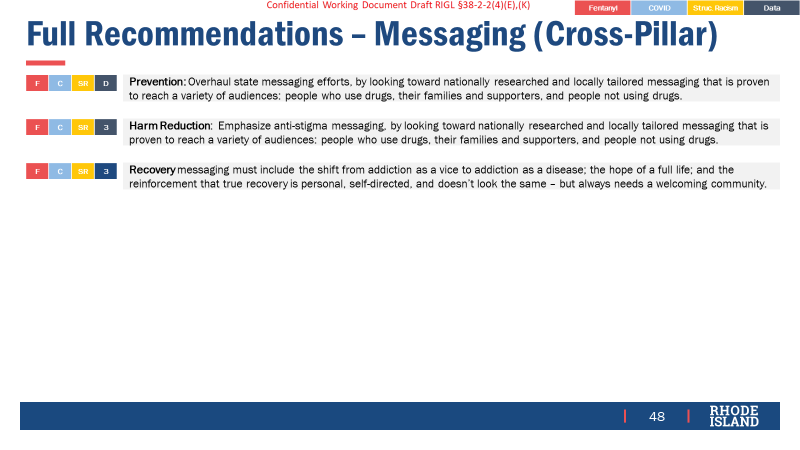 Confidential Working Document Draft RIGL §38-2-2(4)(E),(K)
Fentanyl COVID Struc. Racism Data
Full Recommendations – Messaging (Cross-Pillar)
F C SR D
Prevention: Overhaul state messaging efforts, by looking toward nationally researched and locally tailored messaging that is proven
to reach a variety of audiences: people who use drugs, their families and supporters, and people not using drugs.
F C SR 3
Harm Reduction: Emphasize anti-stigma messaging, by looking toward nationally researched and locally tailored messaging that is
proven to reach a variety of audiences: people who use drugs, their families and supporters, and people not using drugs.
F C SR 3
Recovery messaging must include the shift from addiction as a vice to addiction as a disease; the hope of a full life; and the
reinforcement that true recovery is personal, self-directed, and doesn't look the same – but always needs a welcoming community.
48
RHODE
ISLAND